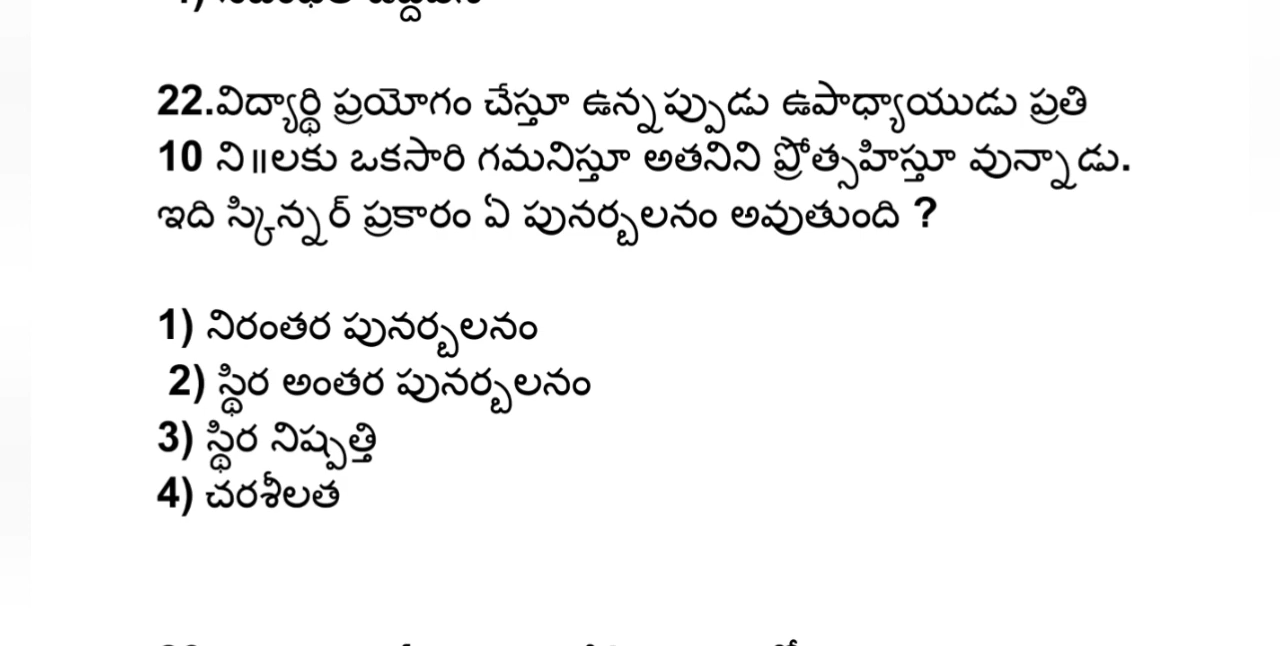 22.విద్యార్థి ప్రయోగం చేస్తూ ఉన్నప్పుడు ఉపాధ్యాయుడు ప్రతి
10 ని॥లకు ఒకసారి గమనిస్తూ అతనిని ప్రోత్సహిస్తూ వున్నాడు.
ఇది స్కిన్నర్ ప్రకారం ఏ పునర్బలనం అవుతుంది ?
1) నిరంతర పునర్బలనం
2) స్థిర అంతర పునర్బలనం
3) స్థిర నిష్పత్తి
4) చరశీలత